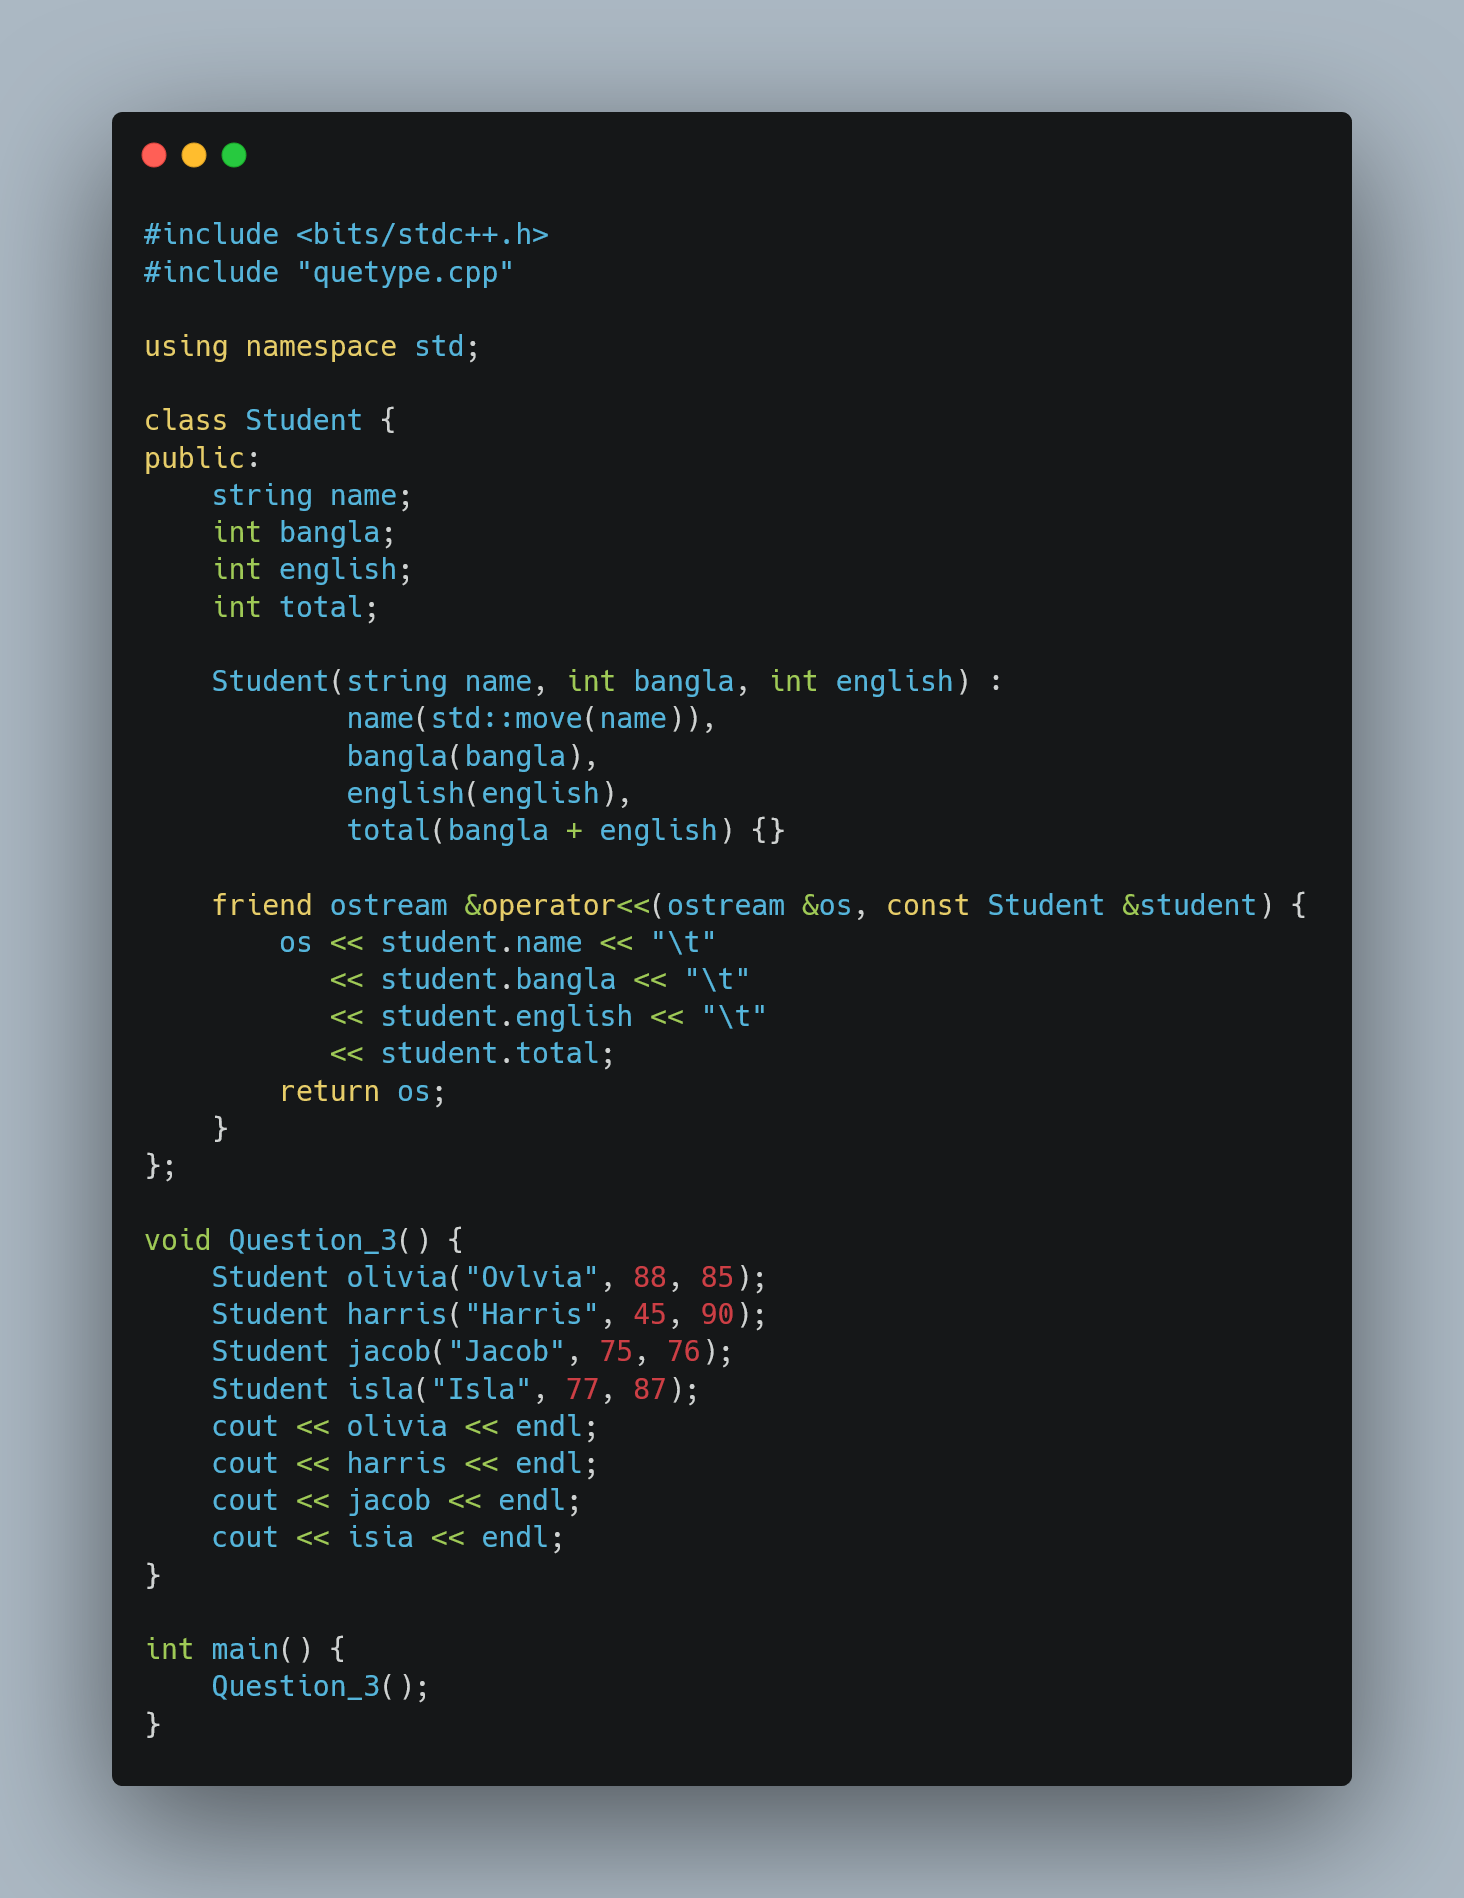 #include <bits/stdc++.h>
#include "quetype.cpp"

using namespace std;

class Student {
public:
    string name;
    int bangla;
    int english;
    int total;

    Student(string name, int bangla, int english) :
            name(std::move(name)),
            bangla(bangla),
            english(english),
            total(bangla + english) {}

    friend ostream &operator<<(ostream &os, const Student &student) {
        os << student.name << "\t"
           << student.bangla << "\t"
           << student.english << "\t"
           << student.total;
        return os;
    }
};

void Question_3() {
    Student olivia("Ovlvia", 88, 85);
    Student harris("Harris", 45, 90);
    Student jacob("Jacob", 75, 76);
    Student isla("Isla", 77, 87);
    cout << olivia << endl;
    cout << harris << endl;
    cout << jacob << endl;
    cout << isia << endl;
}

int main() {
    Question_3();
}